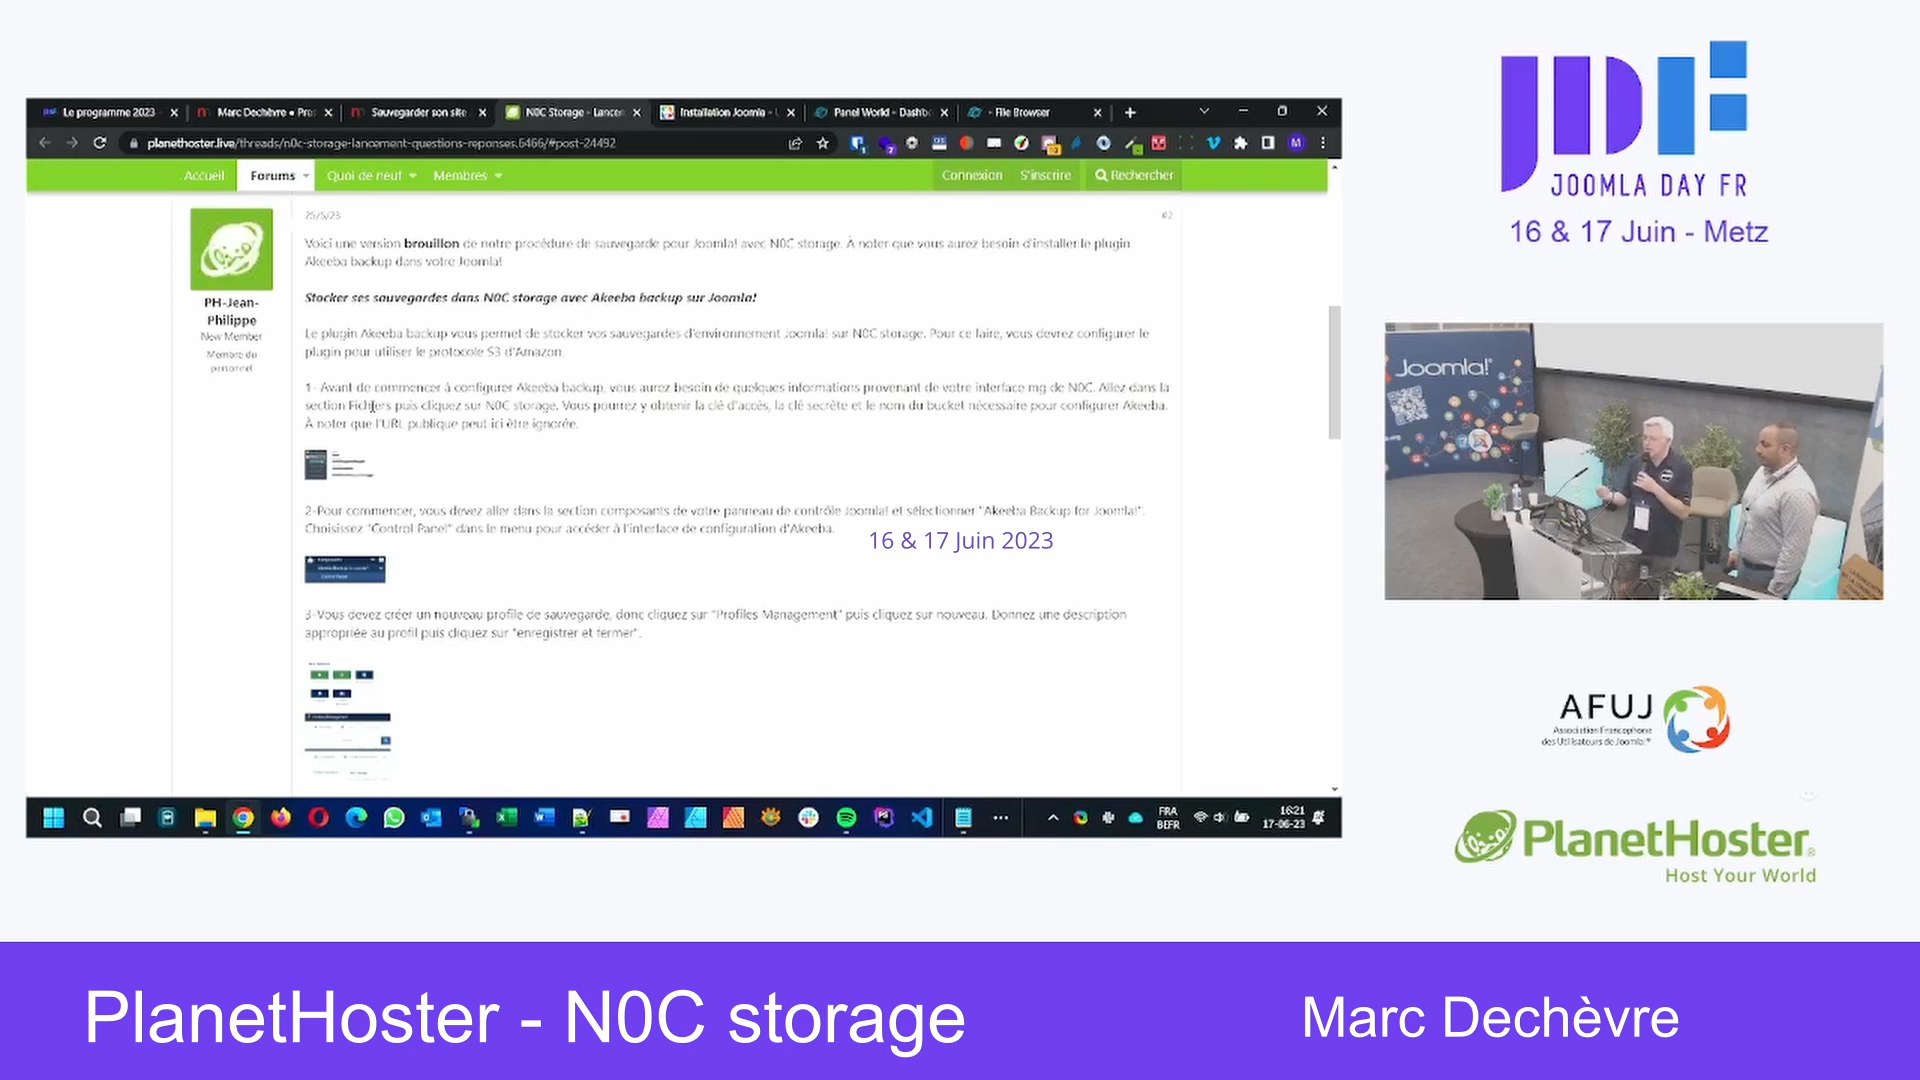 Le programme 2023
Marc Dechèvre • Pro
Sauvegarder son site
N0C Storage - Lance
Installation Joomla -
Panel World - Dashb
- File Browser
planethoster.live/threads/n0c-storage-lancement-questions-reponses.6466/#post-24492
Accueil
Forums
Quoi de neuf
Membres
Connexion
S'inscrire
Rechercher
25/5/23
#2
PH-Jean-
Philippe
New Member
Membre du
personnel
Voici une version brouillon de notre procédure de sauvegarde pour Joomla! avec N0C storage. À noter que vous aurez besoin d'installer le plugin
Akeeba backup dans votre Joomla!
Stocker ses sauvegardes dans N0C storage avec Akeeba backup sur Joomla!
Le plugin Akeeba backup vous permet de stocker vos sauvegardes d'environnement Joomla! sur N0C storage. Pour ce faire, vous devrez configurer le
plugin pour utiliser le protocole S3 d'Amazon.
1- Avant de commencer à configurer Akeeba backup, vous aurez besoin de quelques informations provenant de votre interface mg de N0C. Allez dans la
section Fichiers puis cliquez sur N0C storage. Vous pourrez y obtenir la clé d'accès, la clé secrète et le nom du bucket nécessaire pour configurer Akeeba.
À noter que l'URL publique peut ici être ignorée.
2-Pour commencer, vous devez aller dans la section composants de votre panneau de contrôle Joomla! et sélectionner "Akeeba Backup for Joomla!".
Choisissez "Control Panel" dans le menu pour accéder à l'interface de configuration d'Akeeba.
16 & 17 Juin 2023
3-Vous devez créer un nouveau profile de sauvegarde, donc cliquez sur "Profiles Management" puis cliquez sur nouveau. Donnez une description
appropriée au profil puis cliquez sur "enregistrer et fermer".
FRA
BEFR
16:21
17-06-23
JDF
JOOMLA DAY FR
16 & 17 Juin - Metz
Joomla!
AFUJ
Association Francophone
des Utilisateurs de Joomla!®
PlanetHoster®
Host Your World
PlanetHoster - N0C storage
Marc Dechèvre